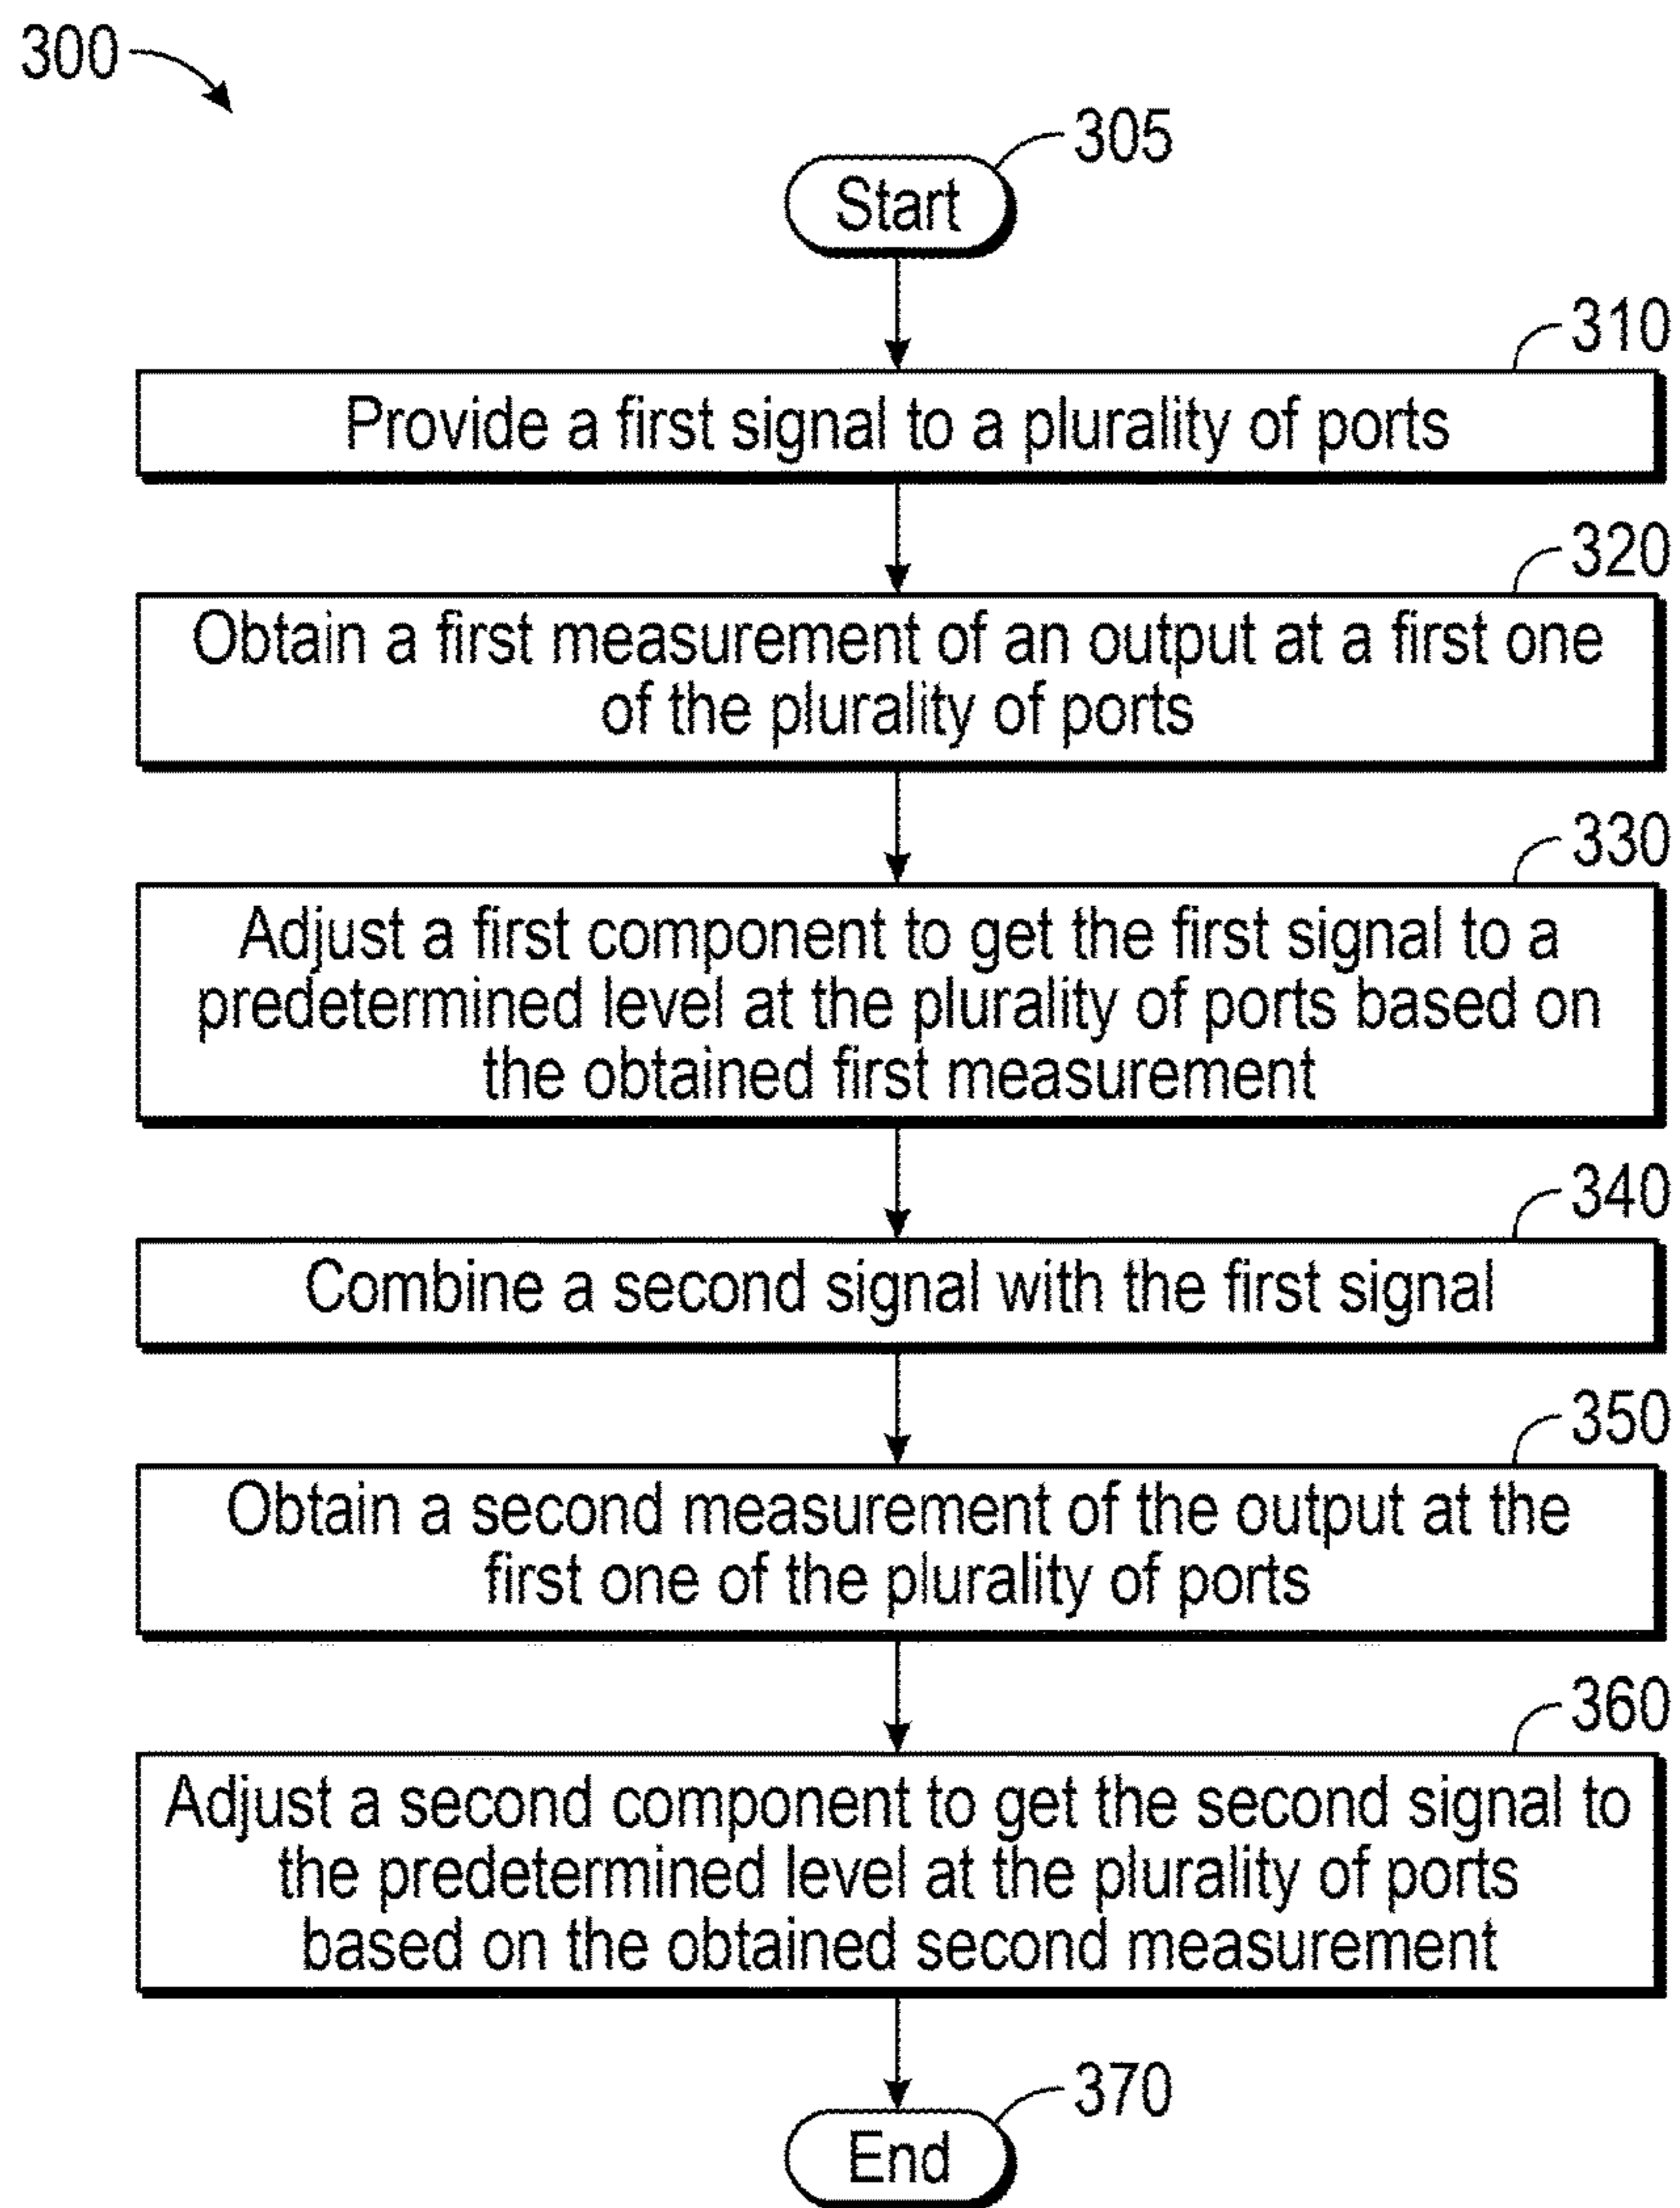 300
305
Start
310
Provide a first signal to a plurality of ports
320
Obtain a first measurement of an output at a first one
of the plurality of ports
330
Adjust a first component to get the first signal to a
predetermined level at the plurality of ports based on
the obtained first measurement
340
Combine a second signal with the first signal
350
Obtain a second measurement of the output at the
first one of the plurality of ports
360
Adjust a second component to get the second signal to
the predetermined level at the plurality of ports
based on the obtained second measurement
370
End